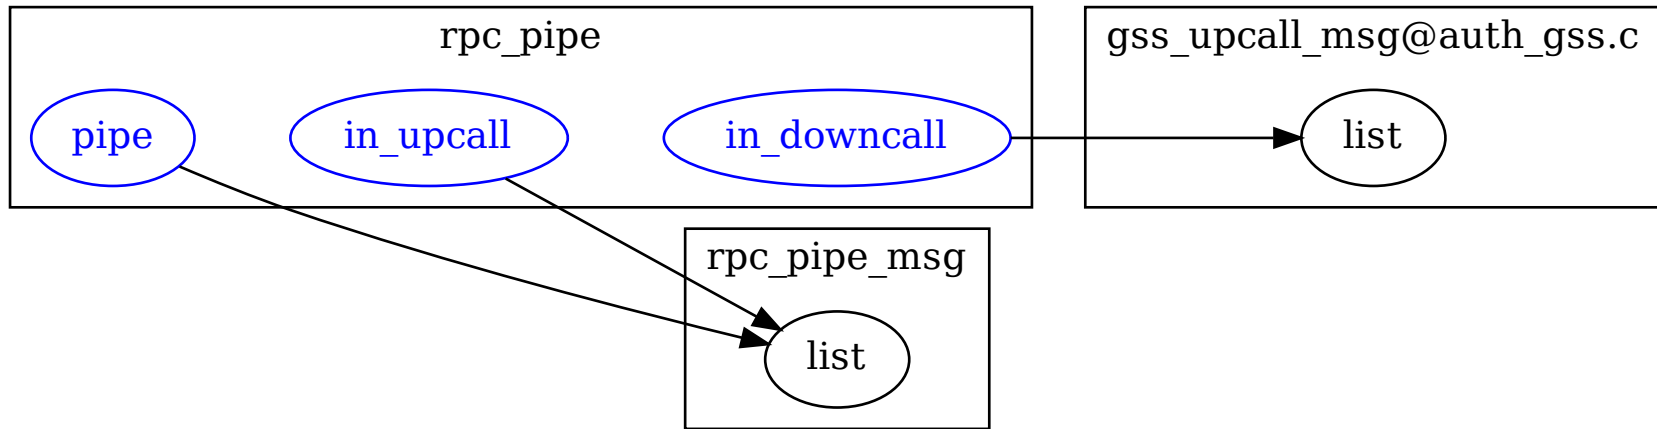 rpc_pipe
pipe
in_upcall
in_downcall
gss_upcall_msg@auth_gss.c
list
rpc_pipe_msg
list